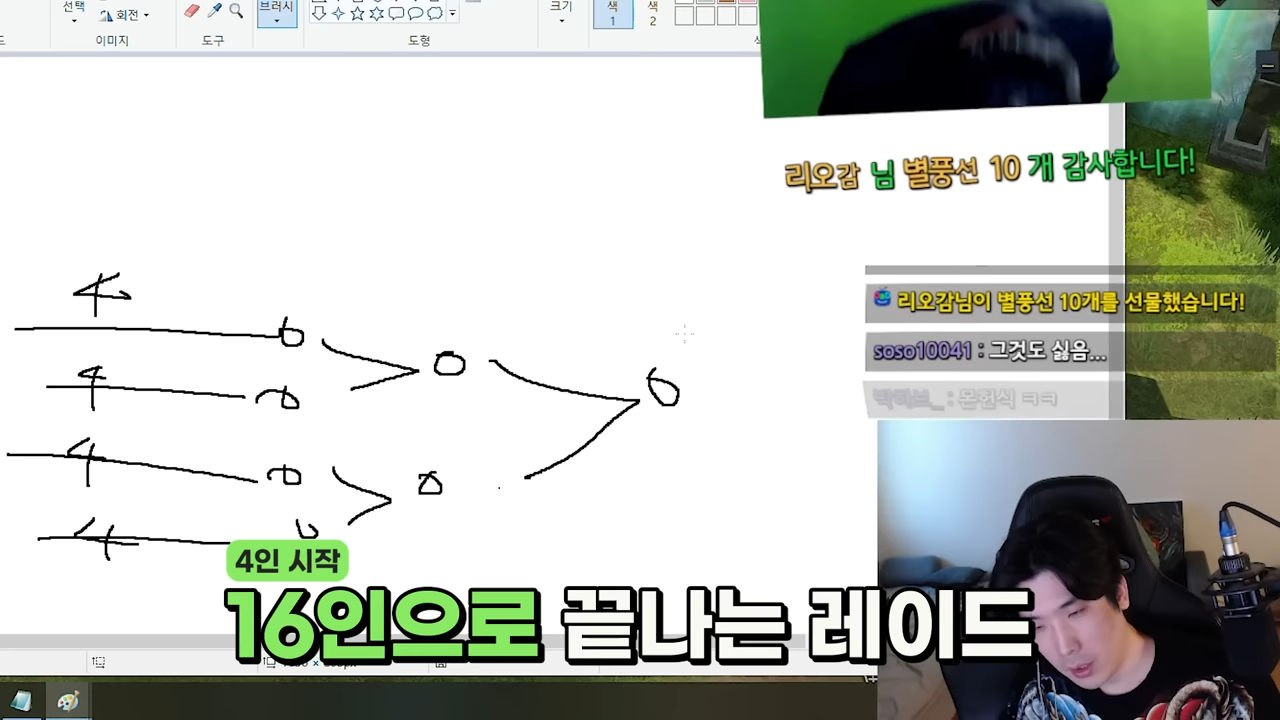 선택
회전
이미지
도구
브러시
도형
크기
색
1
색
2
리오감 님 별풍선 10 개 감사합니다!
리오감님이 별풍선 10개를 선물했습니다!
soso10041 : 그것도 싫음...
4
4
4
4
4인 시작
16인으로 끝나는 레이드